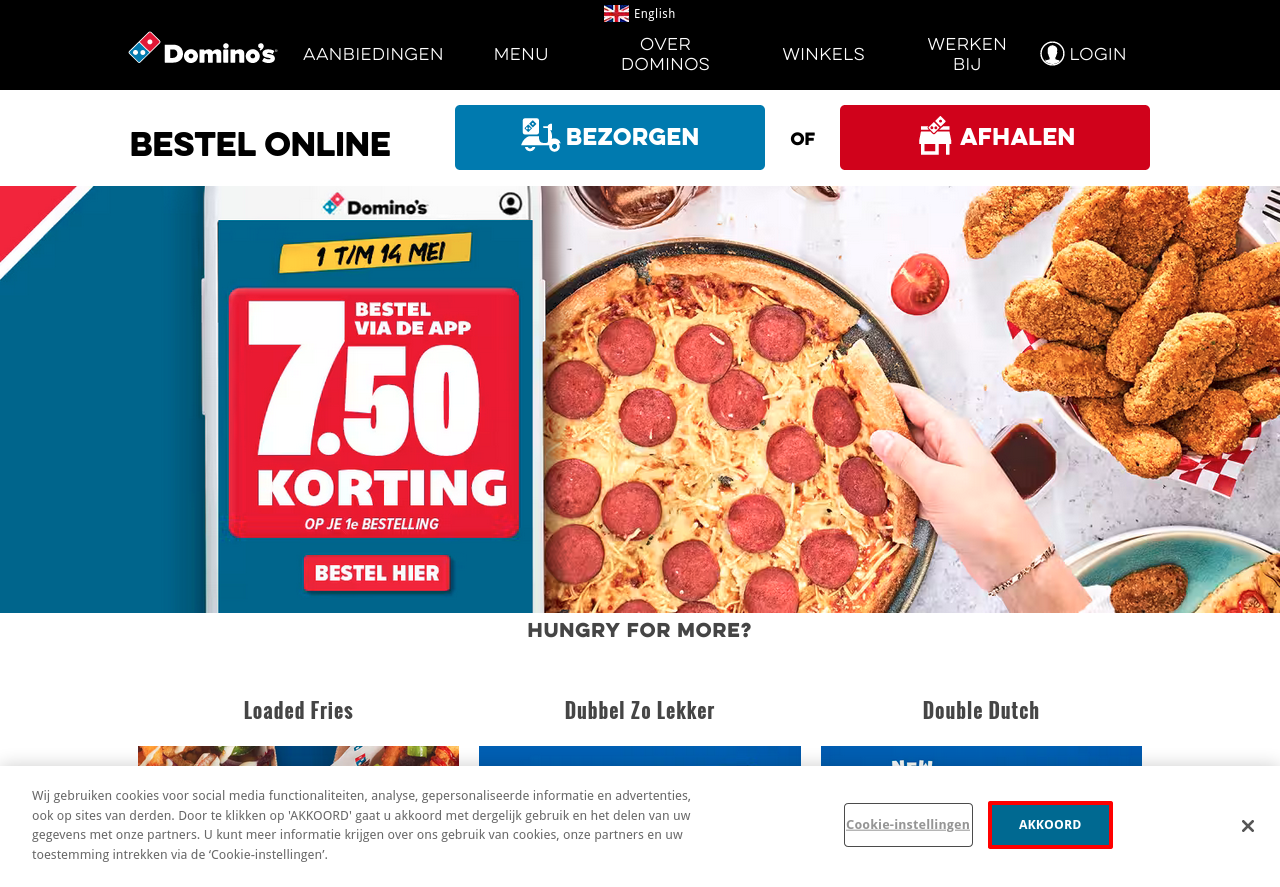 English
Domino's
AANBIEDINGEN
MENU
OVER
DOMINOS
WINKELS
WERKEN
BIJ
LOGIN
BESTEL ONLINE
BEZORGEN
OF
AFHALEN
Domino's
1 T/M 14 MEI
BESTEL
VIA DE APP
7.50
KORTING
OP JE 1e BESTELLING
BESTEL HIER
HUNGRY FOR MORE?
Loaded Fries
Dubbel Zo Lekker
Double Dutch
NEW
Wij gebruiken cookies voor social media functionaliteiten, analyse, gepersonaliseerde informatie en advertenties,
ook op sites van derden. Door te klikken op 'AKKOORD' gaat u akkoord met dergelijk gebruik en het delen van uw
gegevens met onze partners. U kunt meer informatie krijgen over ons gebruik van cookies, onze partners en uw
toestemming intrekken via de ‘Cookie-instellingen’.
Cookie-instellingen
AKKOORD